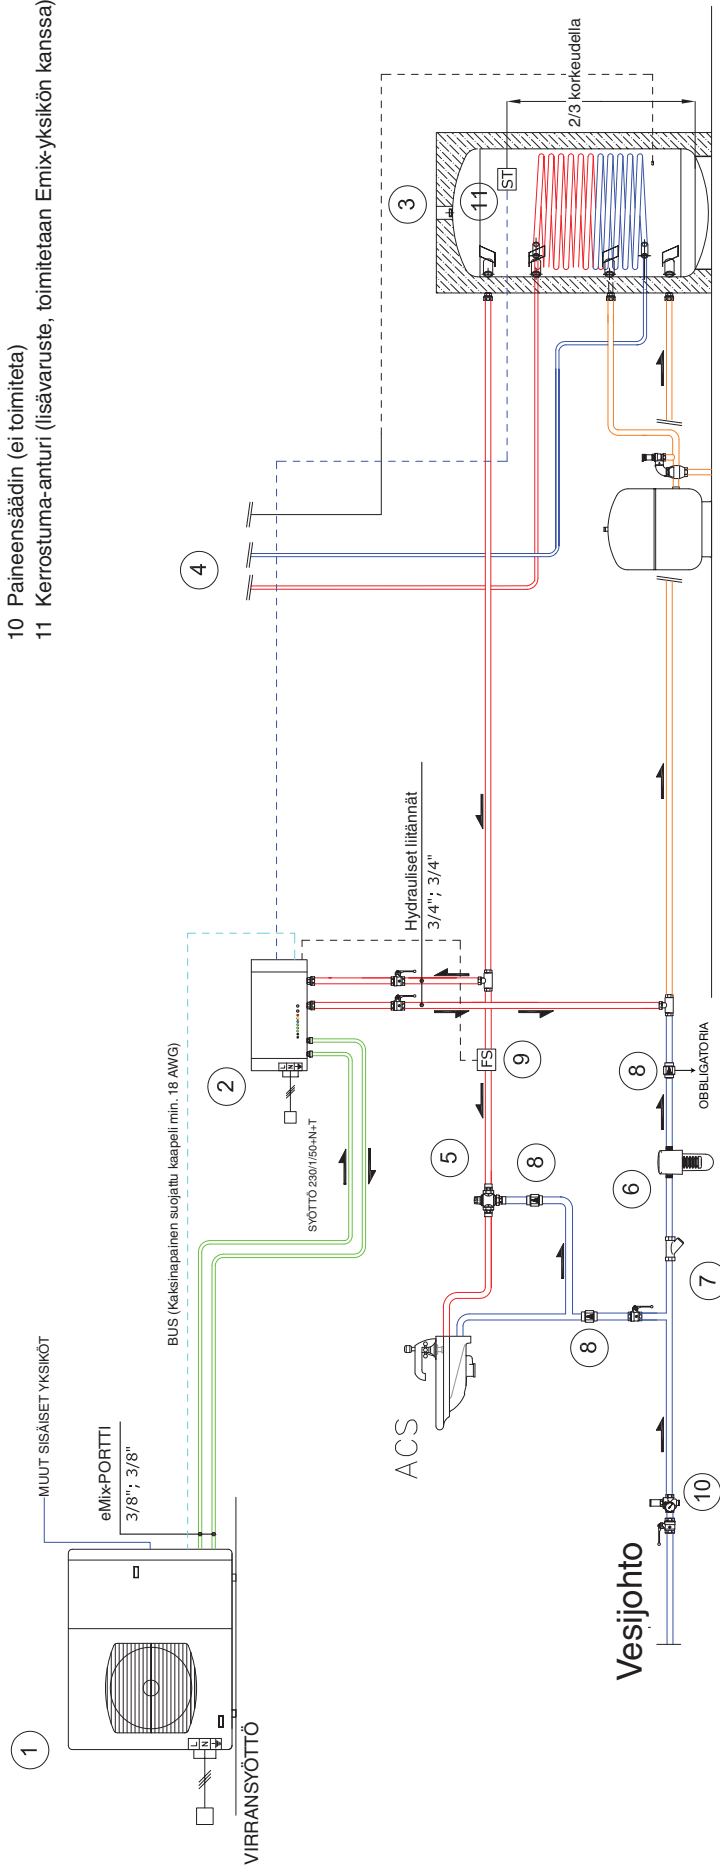 10 Paineensäädin (ei toimiteta)
11 Kerrostuma-anturi (lisävaruste, toimitetaan Emix-yksikön kanssa)
1
VIRRANSYÖTTÖ
L
N
MUUT SISÄISET YKSIKÖT
eMix-PORTTI
3/8"; 3/8"
BUS (Kaksinapainen suojattu kaapeli min. 18 AWG)
2
L
N
SYÖTTÖ 230/1/50+N+T
4
3
11
ST
2/3 korkeudella
Hydrauliset liitännät
3/4"; 3/4"
FS
9
5
8
ACS
8
Vesijohto
10
7
6
8
OBBLIGATORIA